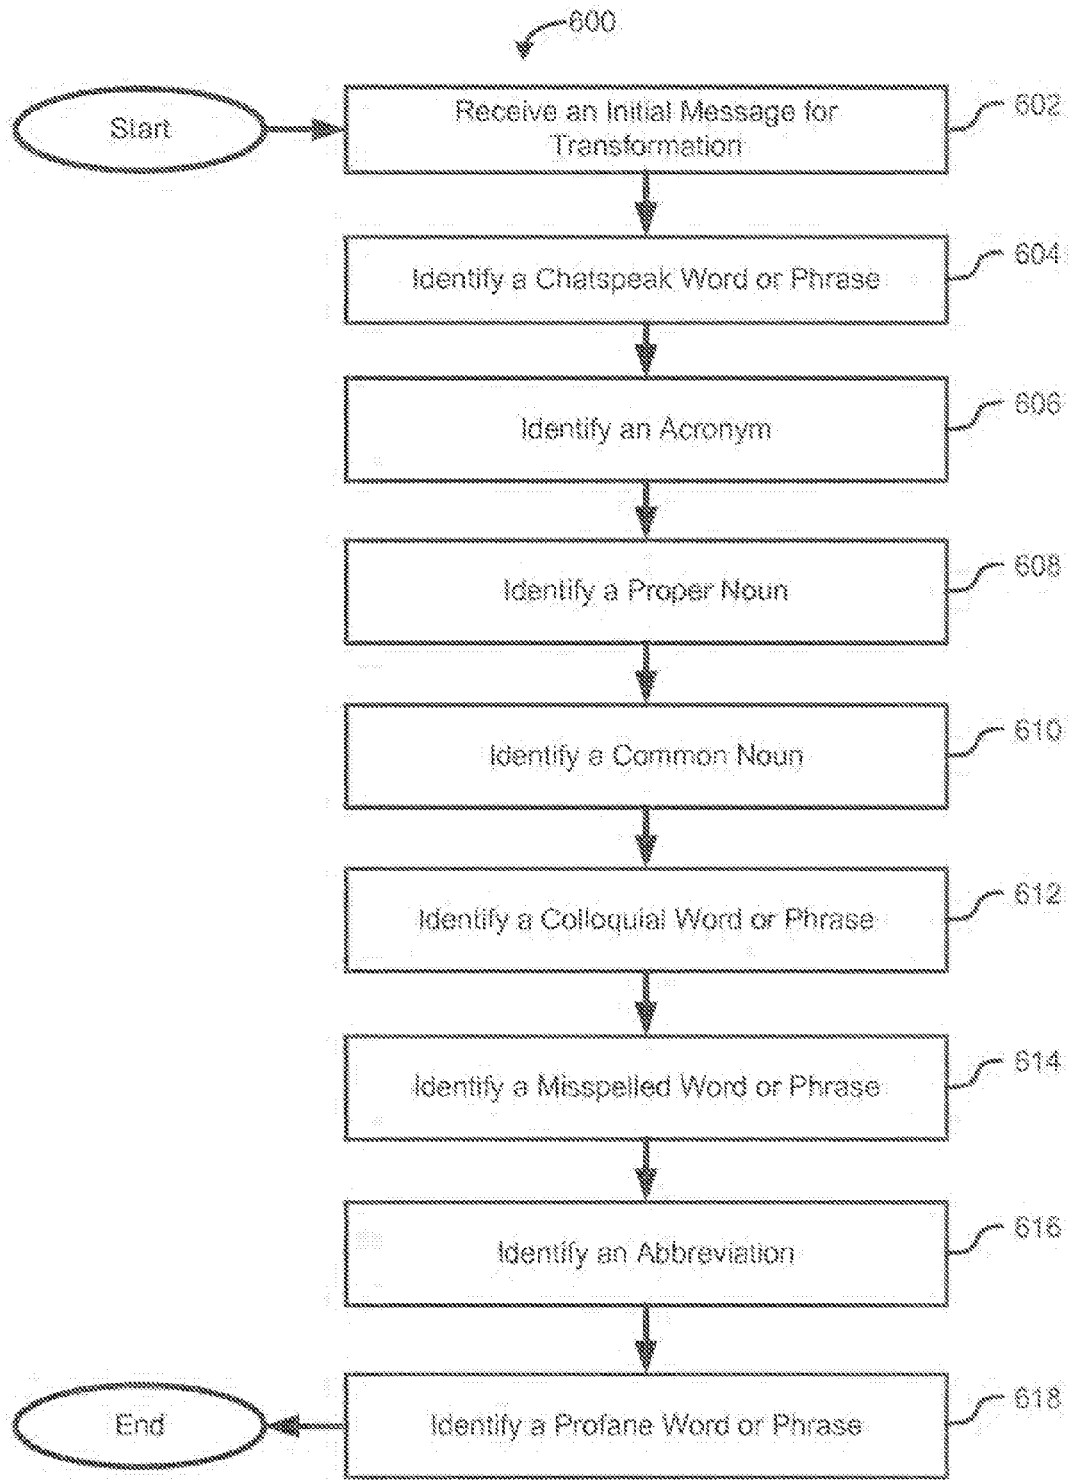 600
Start
Receive an Initial Message for
Transformation
602
Identify a Chatspeak Word or Phrase
604
Identify an Acronym
606
Identify a Proper Noun
608
Identify a Common Noun
610
Identify a Colloquial Word or Phrase
612
Identify a Misspelled Word or Phrase
614
Identify an Abbreviation
616
Identify a Profane Word or Phrase
618
End